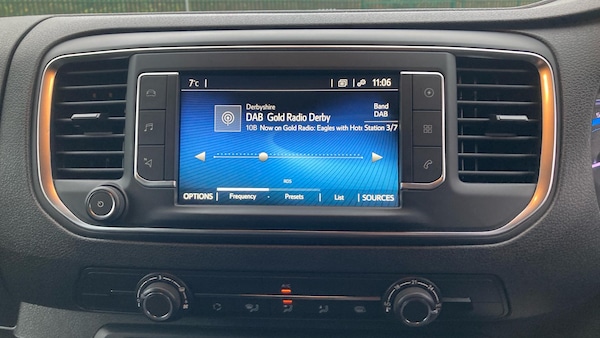 7°c 11:06
Derbyshire
Band
DAB Gold Radio Derby
DAB
10B Now on Gold Radio: Eagles with Hote Station 3/7
OPTIONS Frequency Presets List SOURCES